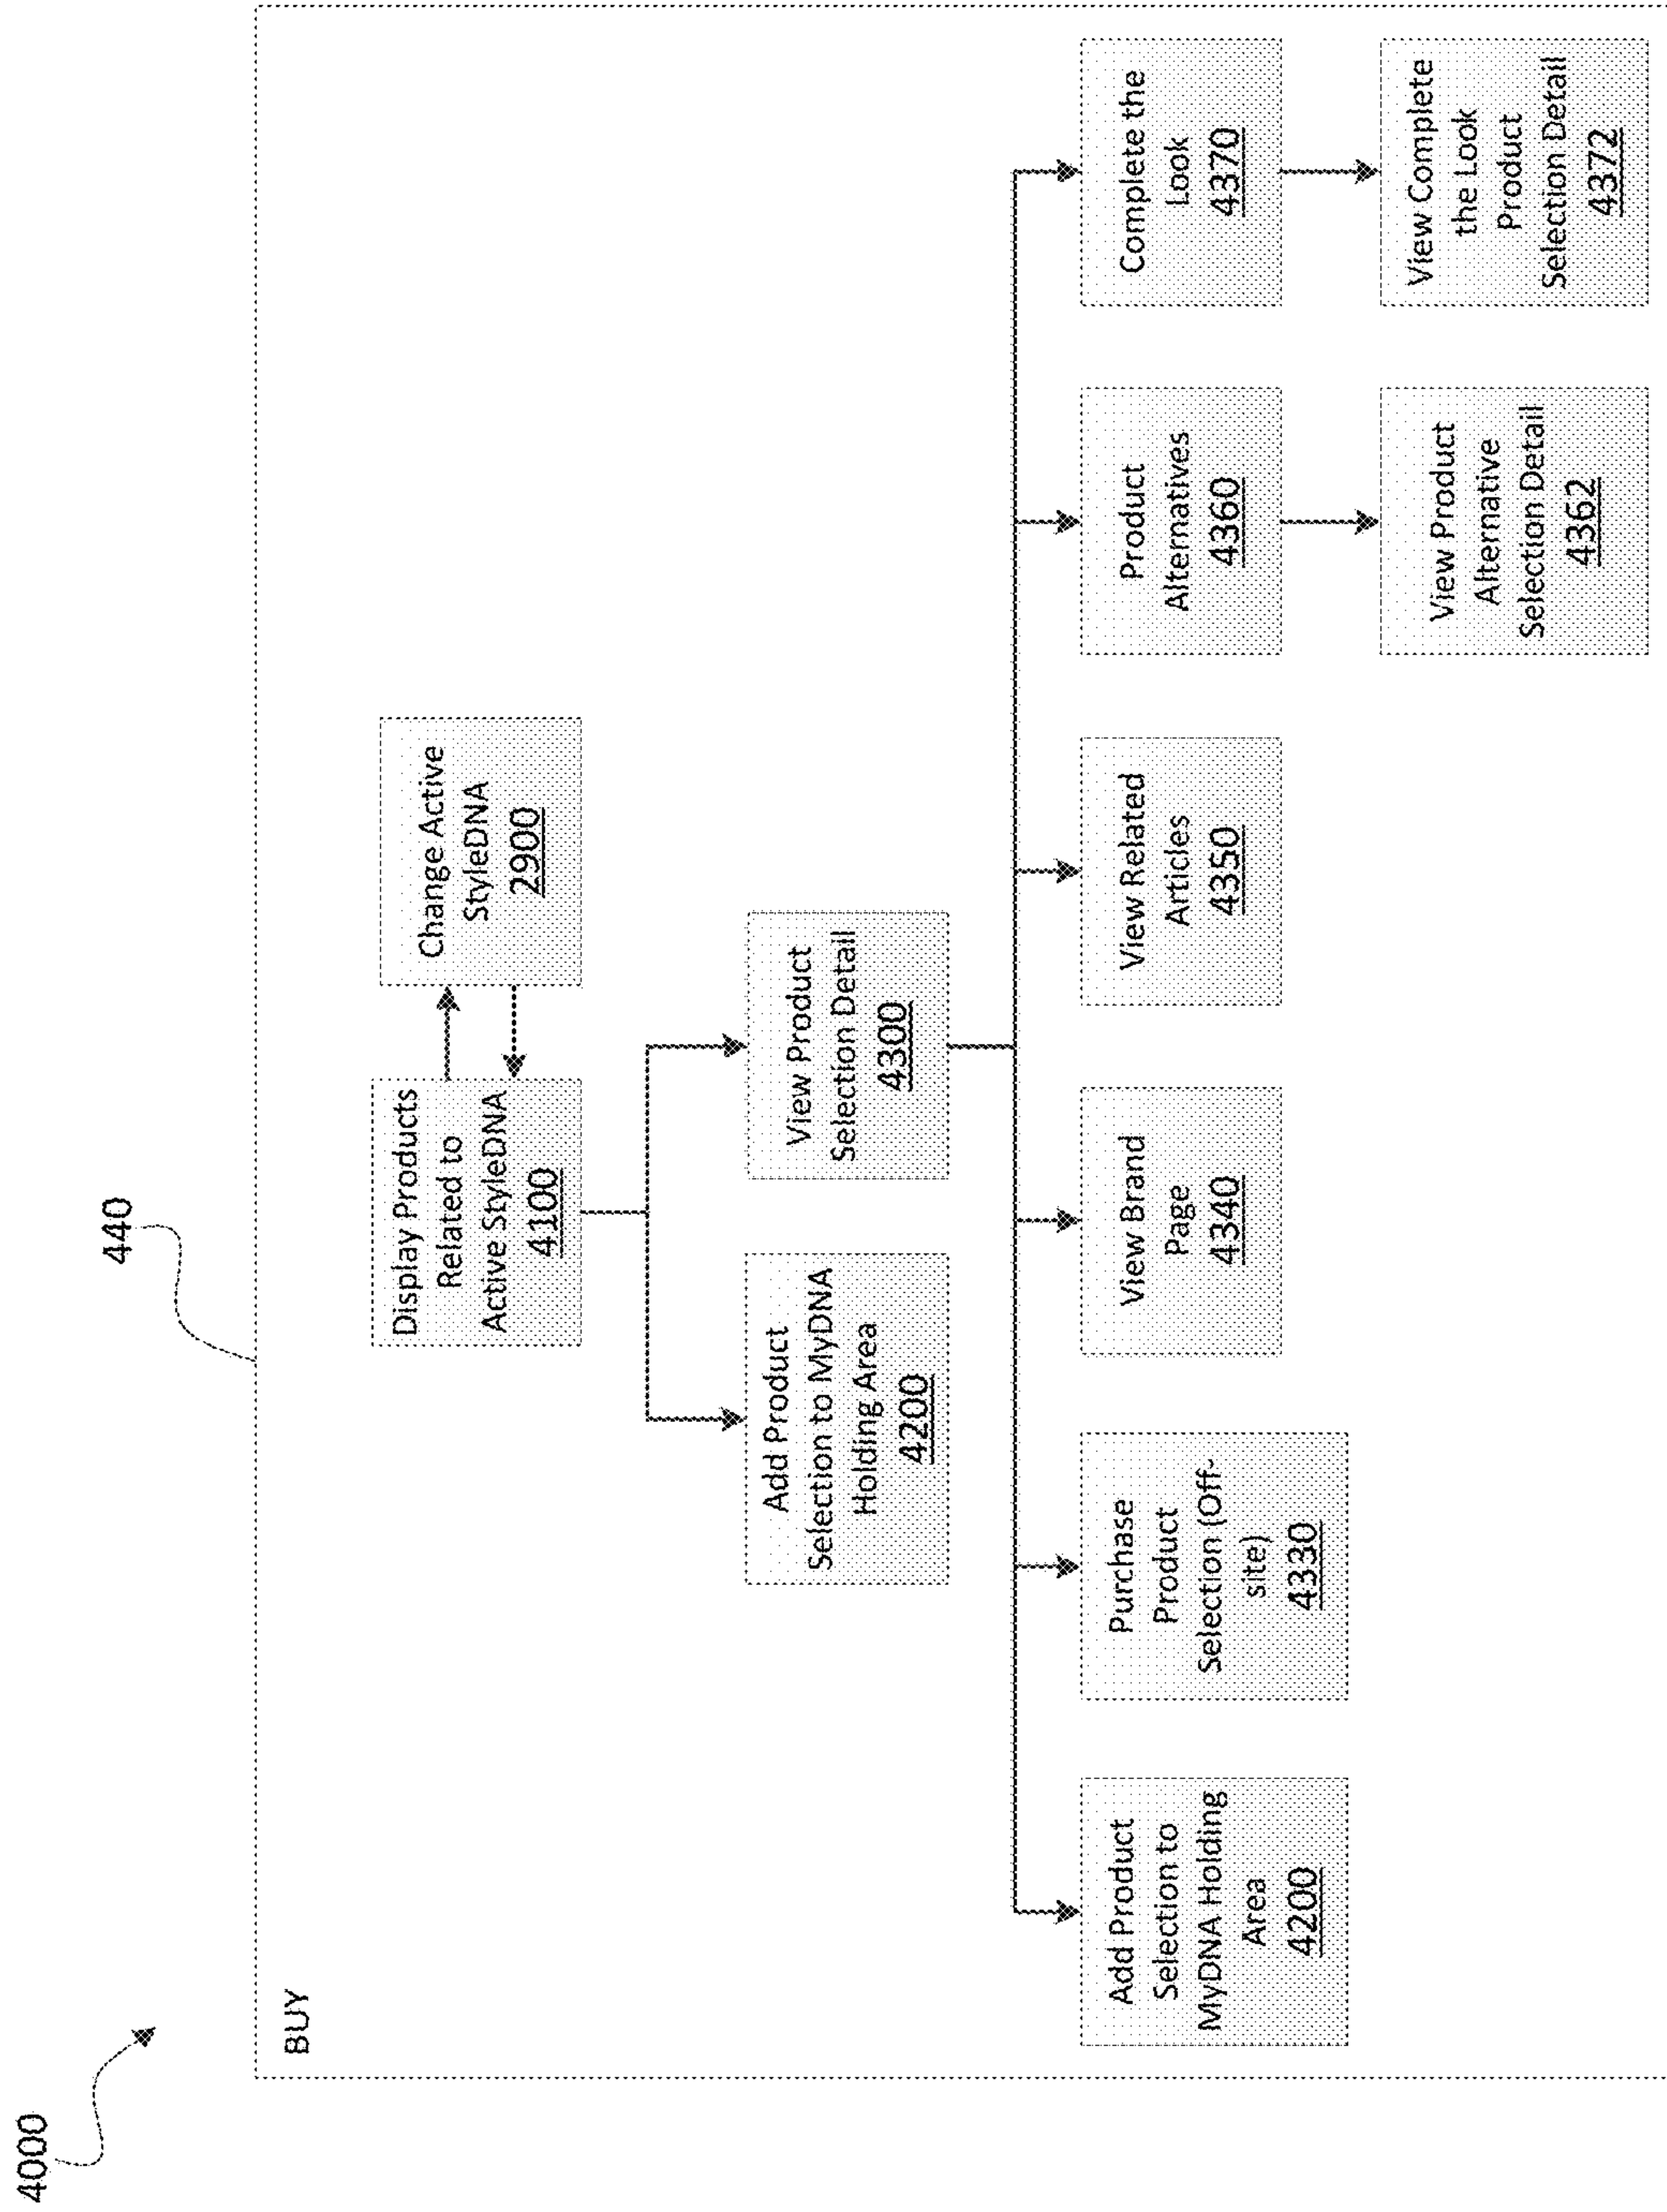 4000
440
BUY
Display Products
Related to
Active StyleDNA
4100
Change Active
StyleDNA
2900
Add Product
Selection to MyDNA
Holding Area
4200
View Product
Selection Detail
4300
Add Product
Selection to
MyDNA Holding
Area
4200
Purchase
Product
Selection (Off-
site)
4330
View Brand
Page
4340
View Related
Articles
4350
Product
Alternatives
4360
Complete the
Look
4370
View Product
Alternative
Selection Detail
4362
View Complete
the Look
Product
Selection Detail
4372